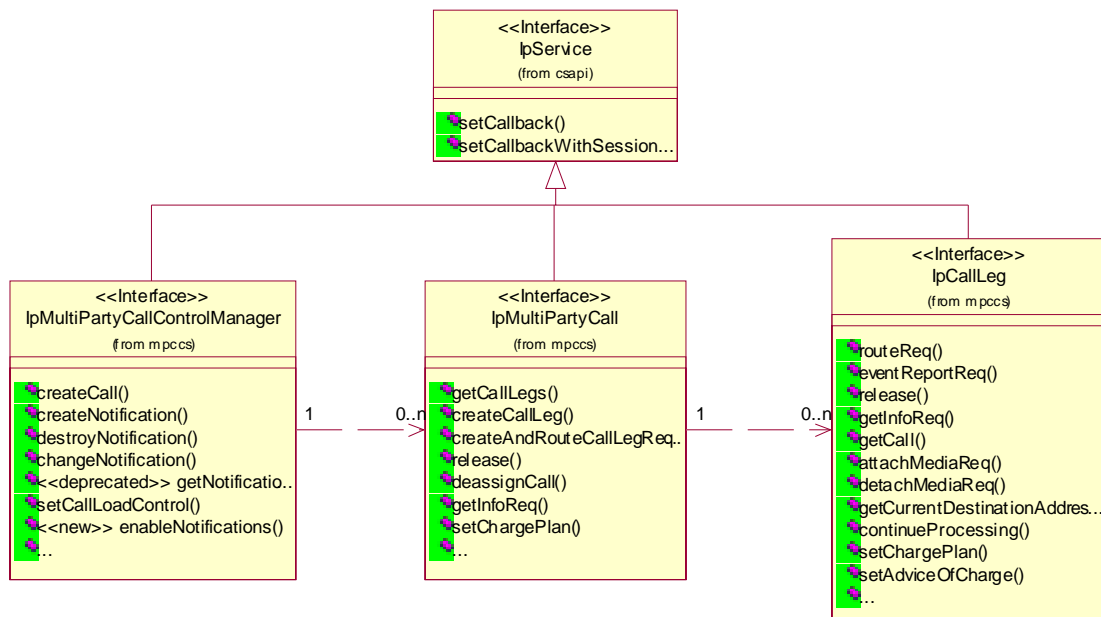 <<Interface>>
IpService
(from csapi)
setCallback()
setCallbackWithSession...
<<Interface>>
IpMultiPartyCallControlManager
(from mpccs)
createCall()
createNotification()
destroyNotification()
changeNotification()
<<deprecated>> getNotificatio...
setCallLoadControl()
<<new>> enableNotifications()
...
1
0..n
<<Interface>>
IpMultiPartyCall
(from mpccs)
getCallLegs()
createCallLeg()
createAndRouteCallLegReq...
release()
deassignCall()
getInfoReq()
setChargePlan()
...
1
0..n
<<Interface>>
IpCallLeg
(from mpccs)
routeReq()
eventReportReq()
release()
getInfoReq()
getCall()
attachMediaReq()
detachMediaReq()
getCurrentDestinationAddres...
continueProcessing()
setChargePlan()
setAdviceOfCharge()
...